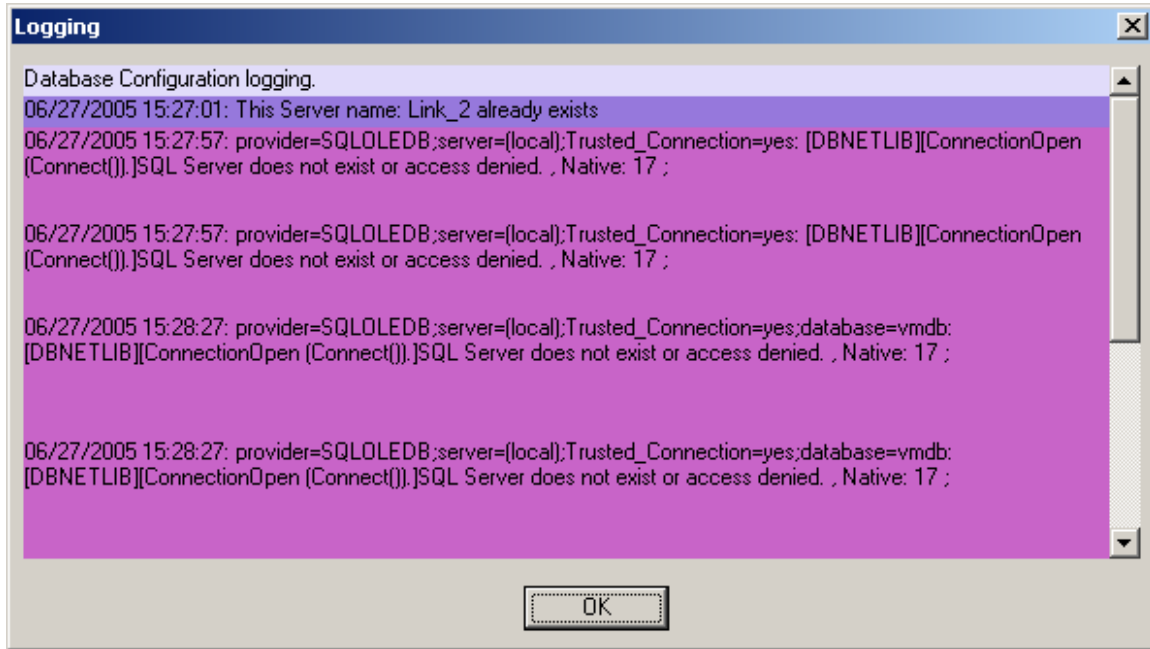 Logging
Database Configuration logging.
06/27/2005 15:27:01: This Server name: Link_2 already exists
06/27/2005 15:27:57: provider=SQLOLEDB;server=(local);Trusted_Connection=yes: [DBNETLIB][ConnectionOpen
(Connect()).]SQL Server does not exist or access denied. , Native: 17 ;
06/27/2005 15:27:57: provider=SQLOLEDB;server=(local);Trusted_Connection=yes: [DBNETLIB][ConnectionOpen
(Connect()).]SQL Server does not exist or access denied. , Native: 17 ;
06/27/2005 15:28:27: provider=SQLOLEDB;server=(local);Trusted_Connection=yes;database=vmdb:
[DBNETLIB][ConnectionOpen (Connect()).]SQL Server does not exist or access denied. , Native: 17 ;
06/27/2005 15:28:27: provider=SQLOLEDB;server=(local);Trusted_Connection=yes;database=vmdb:
[DBNETLIB][ConnectionOpen (Connect()).]SQL Server does not exist or access denied. , Native: 17 ;
OK